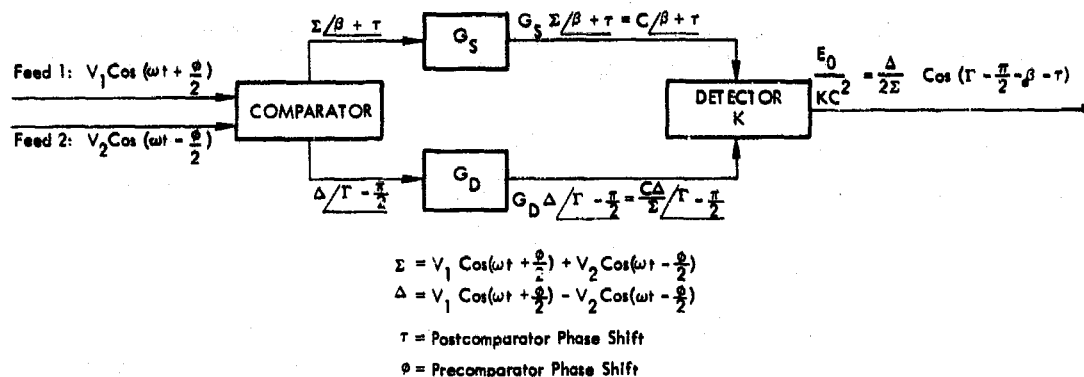 Σ/β + τ
G_S
G_S Σ/β + τ = C/β + τ
Feed 1: V₁Cos (ωt + ϕ/2)
Feed 2: V₂Cos (ωt - ϕ/2)
COMPARATOR
DETECTOR
K
E_0/KC² = Δ/2Σ Cos (Γ - π/2 - β - τ)
Δ/Γ - π/2
G_D
G_D Δ/Γ - π/2 = CΔ/Σ /Γ - π/2
Σ = V₁ Cos(ωt + ϕ/2) + V₂Cos(ωt - ϕ/2)
Δ = V₁ Cos(ωt + ϕ/2) - V₂Cos(ωt - ϕ/2)
τ = Postcomparator Phase Shift
ϕ = Precomparator Phase Shift